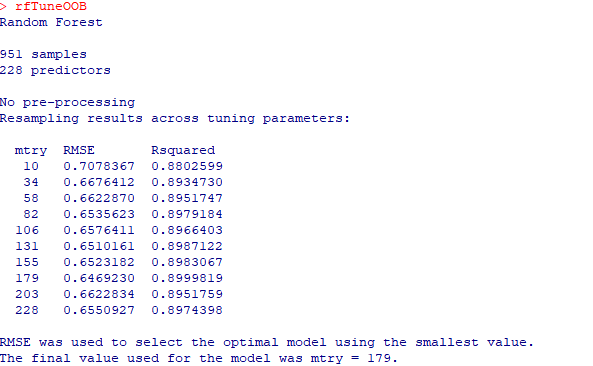 > rfTuneOOB
Random Forest
951 samples
228 predictors
No pre-processing
Resampling results across tuning parameters:
mtry RMSE Rsquared
10 0.7078367 0.8802599
34 0.6676412 0.8934730
58 0.6622870 0.8951747
82 0.6535623 0.8979184
106 0.6576411 0.8966403
131 0.6510161 0.8987122
155 0.6523182 0.8983067
179 0.6469230 0.8999819
203 0.6622834 0.8951759
228 0.6550927 0.8974398
RMSE was used to select the optimal model using the smallest value.
The final value used for the model was mtry = 179.